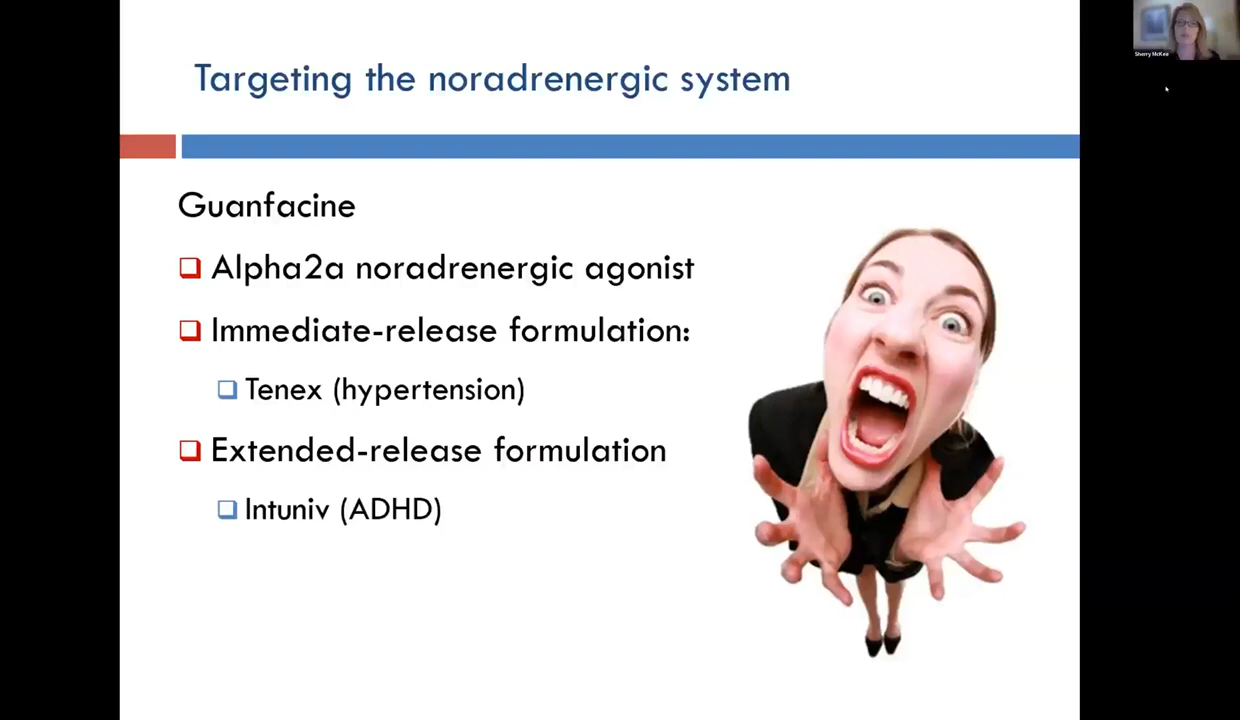 Sherry McKee
Targeting the noradrenergic system
Guanfacine
Alpha2a noradrenergic agonist
Immediate-release formulation:
Tenex (hypertension)
Extended-release formulation
Intuniv (ADHD)